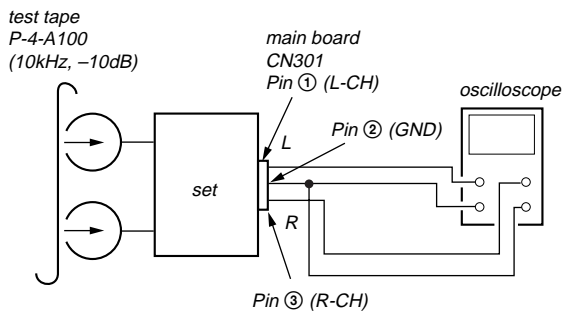 test tape
P-4-A100
(10kHz, –10dB)
main board
CN301
Pin ① (L-CH)
oscilloscope
L
Pin ② (GND)
set
R
Pin ③ (R-CH)